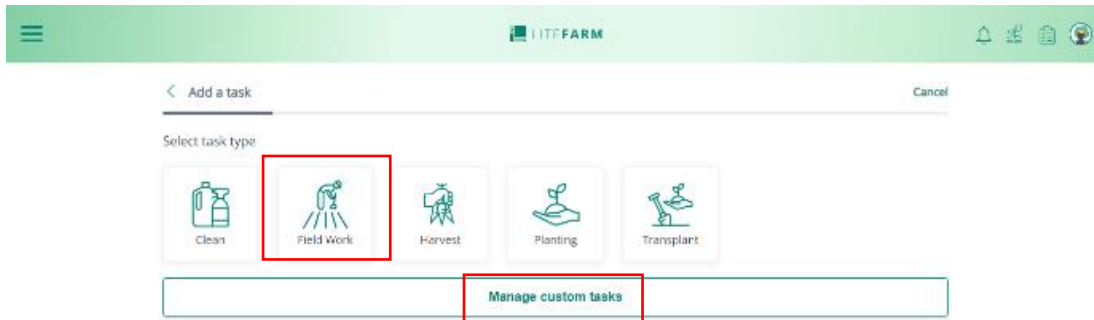 LITEFARM
Add a task
Cancel
Select task type
Clean
Field Work
Harvest
Planting
Transplant
Manage custom tasks